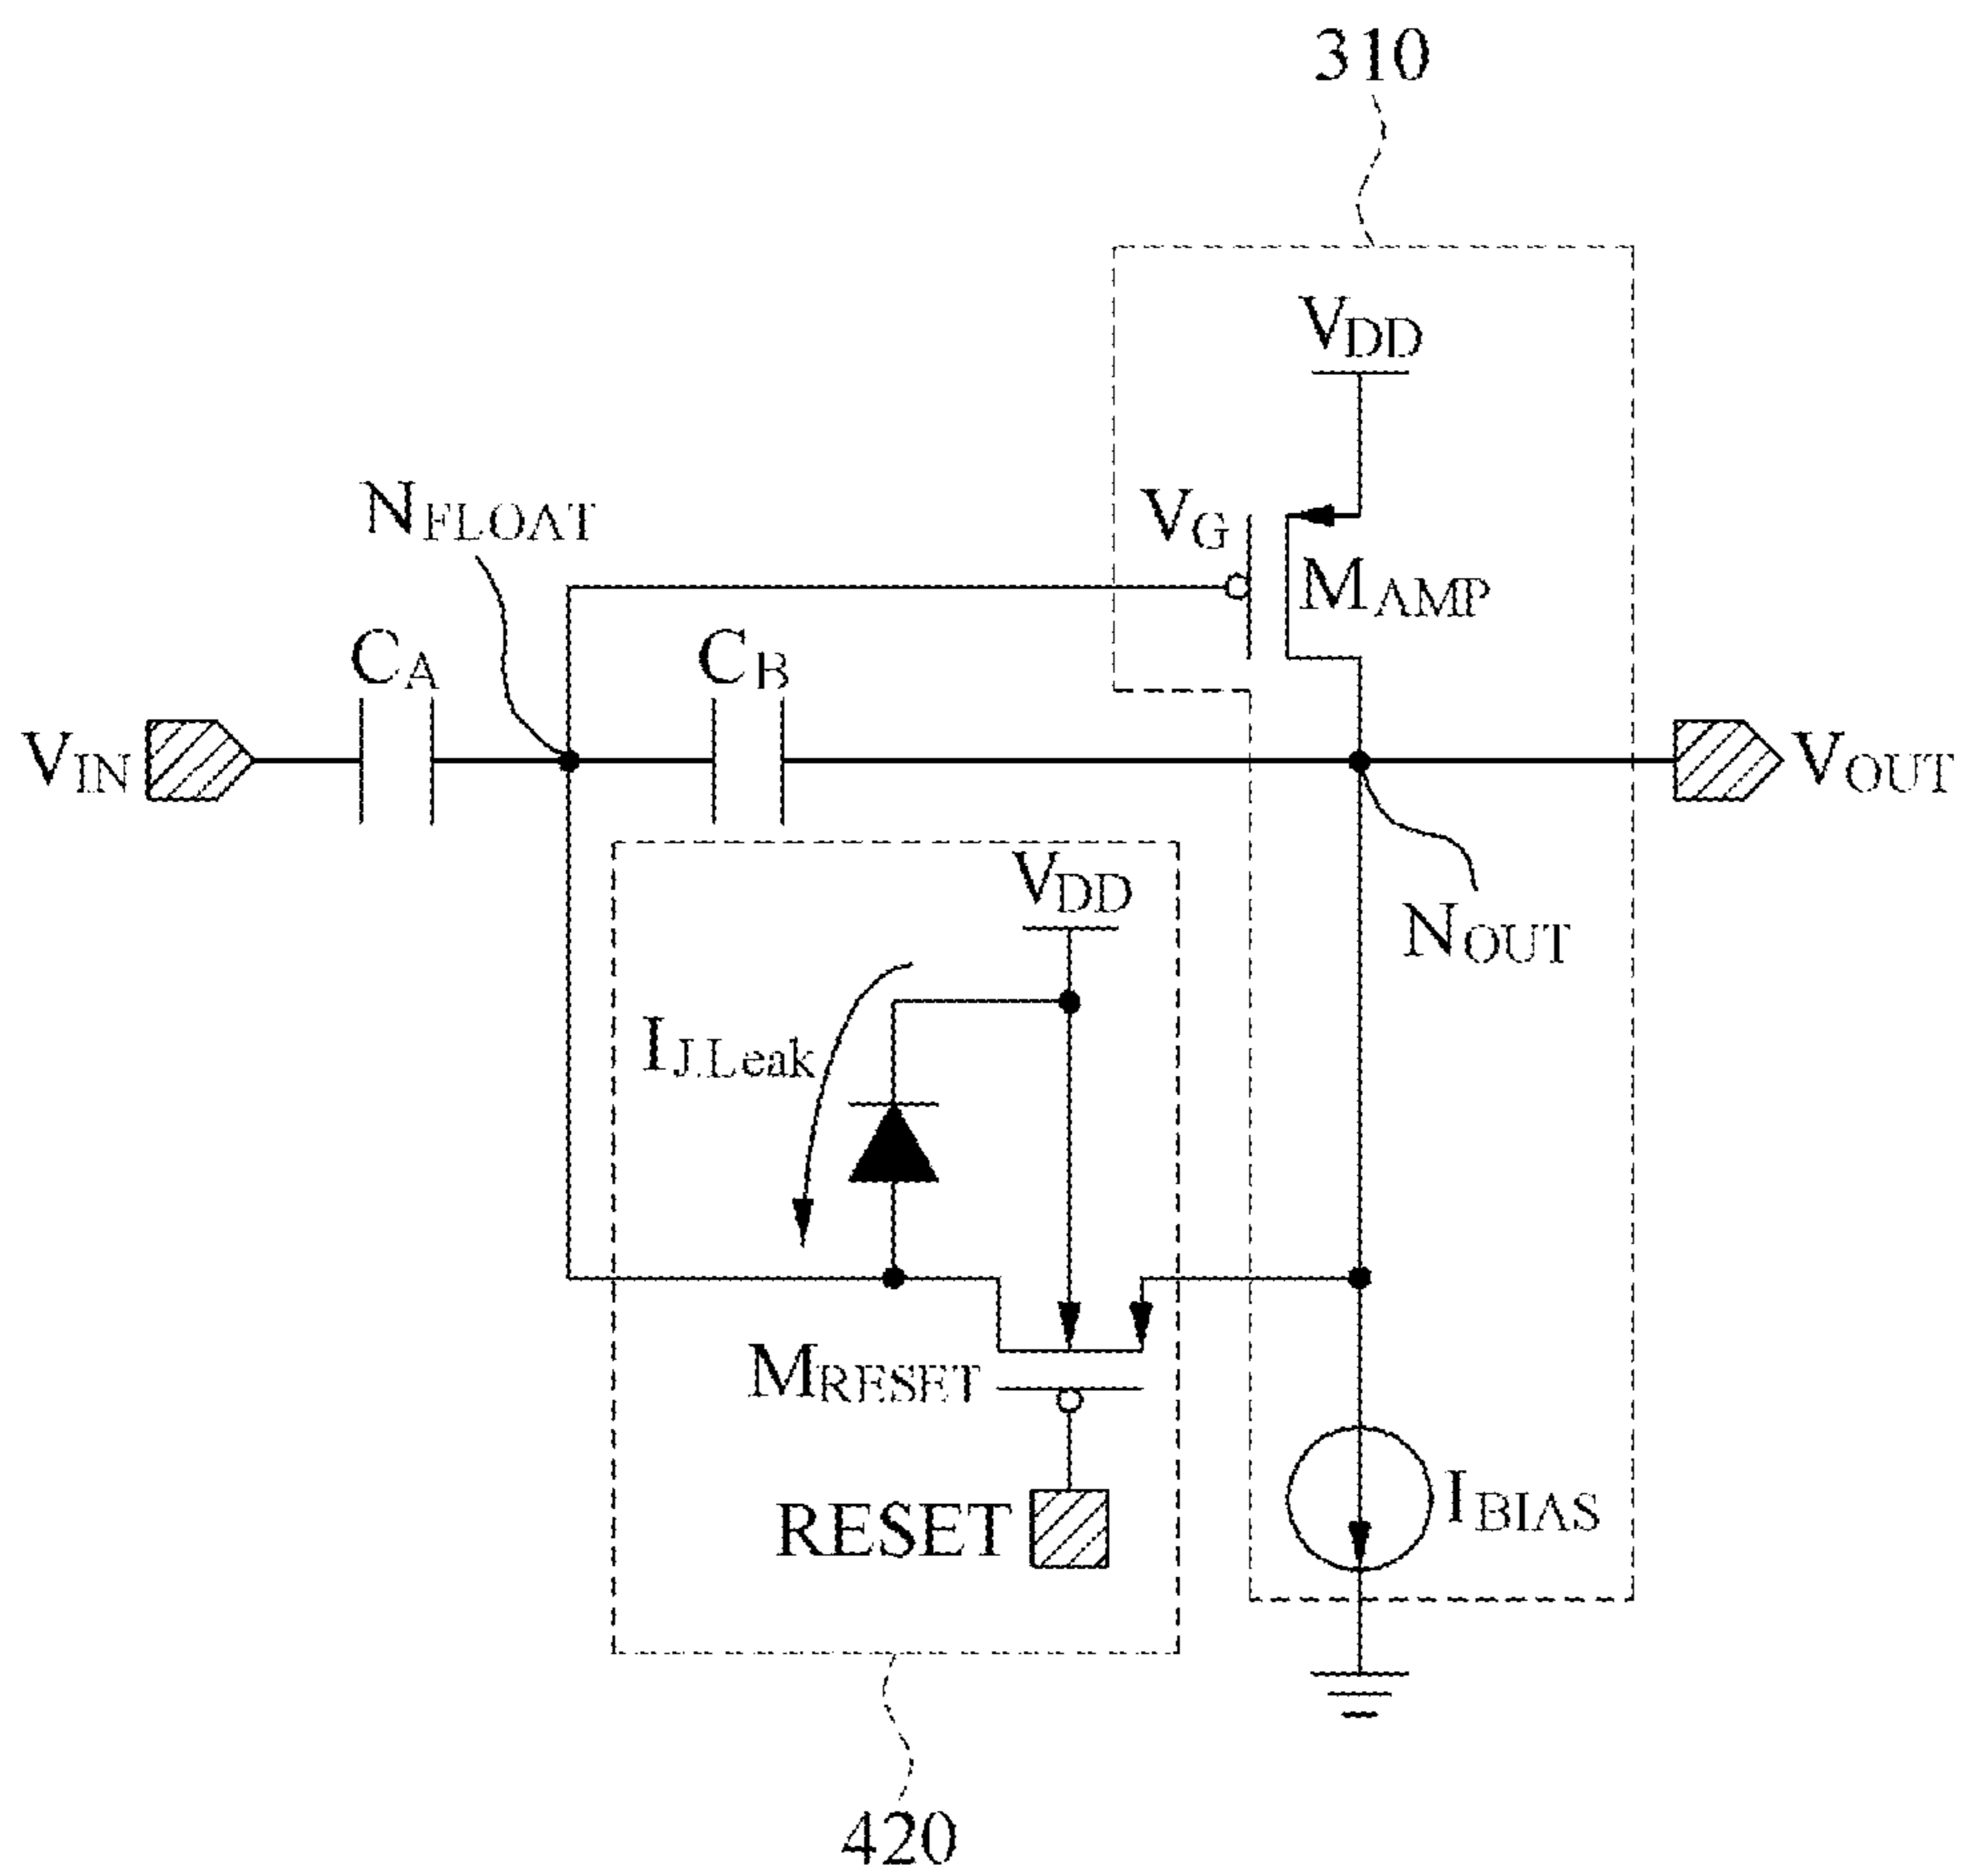 310
VDD
VG
MAMP
NFLOAT
CA
CB
VIN
VOUT
VDD
NOUT
IJ.Leak
MRESET
RESET
IBIAS
420